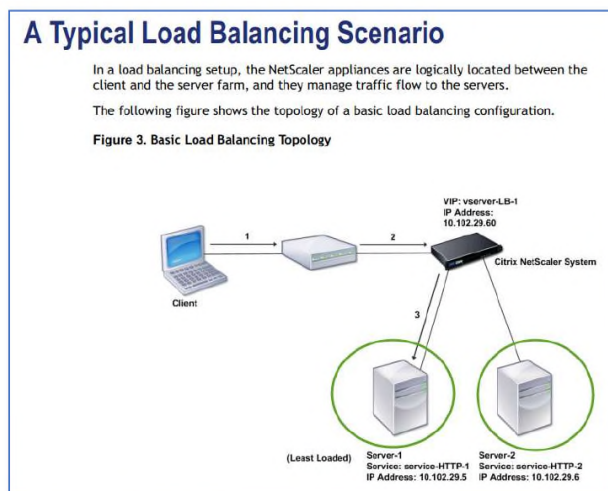 A Typical Load Balancing Scenario
In a load balancing setup, the NetScaler appliances are logically located between the
client and the server farm, and they manage traffic flow to the servers.
The following figure shows the topology of a basic load balancing configuration.
Figure 3. Basic Load Balancing Topology
VIP: vserver-LB-1
IP Address:
10.102.29.60
1
2
Citrix NetScaler System
Client
3
(Least Loaded)
Server-1
Service: service-HTTP-1
IP Address: 10.102.29.5
Server-2
Service: service-HTTP-2
IP Address: 10.102.29.6